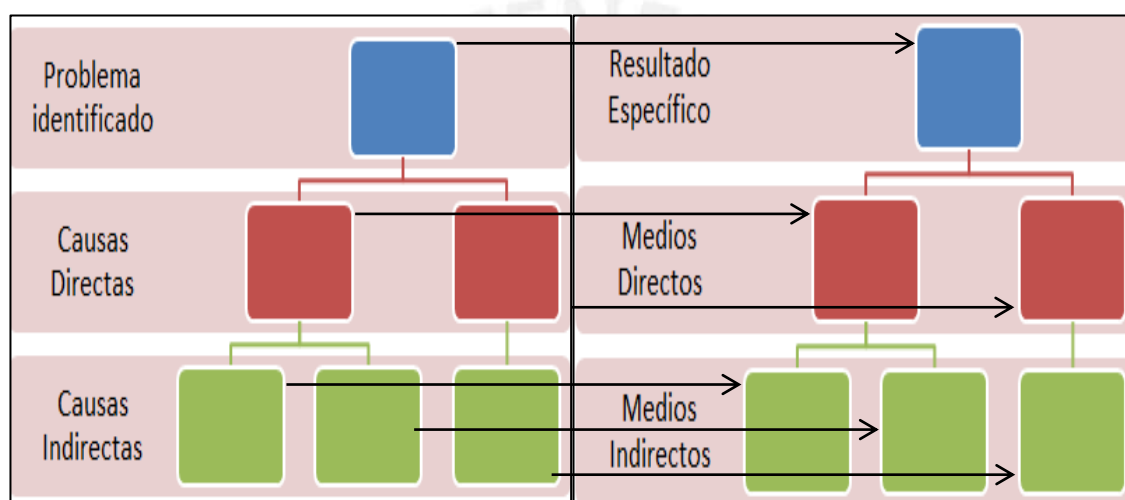 Problema
identificado
Causas
Directas
Causas
Indirectas
Resultado
Específico
Medios
Directos
Medios
Indirectos